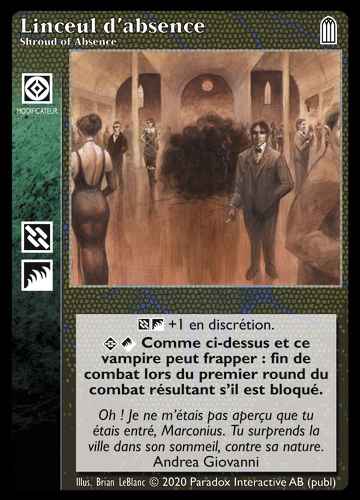 Linceul d'absence
Shroud of Absence
MODIFICATEUR
+1 en discrétion.
Comme ci-dessus et ce
vampire peut frapper : fin de
combat lors du premier round du
combat résultant s'il est bloqué.
Oh ! Je ne m'étais pas aperçu que tu
étais entré, Marconius. Tu surprends la
ville dans son sommeil, contre sa nature.
Andrea Giovanni
Illus. Brian LeBlanc © 2020 Paradox Interactive AB (publ)